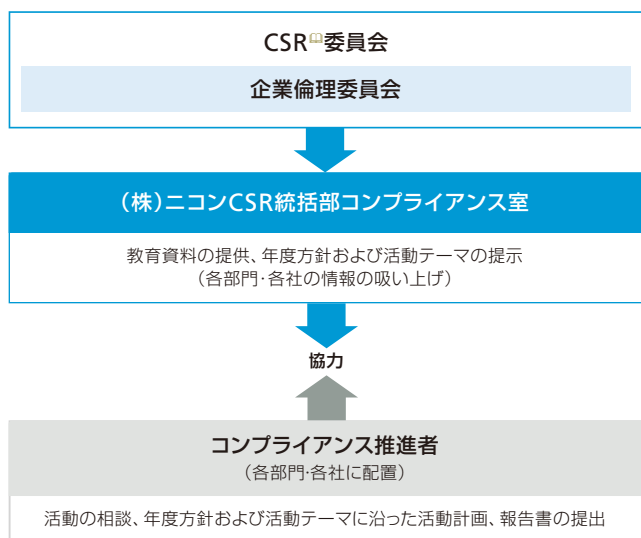 CSR委員会
企業倫理委員会
（株）ニコンCSR統括部コンプライアンス室
教育資料の提供、年度方針および活動テーマの提示
（各部門・各社の情報の吸い上げ）
協力
コンプライアンス推進者
（各部門・各社に配置）
活動の相談、年度方針および活動テーマに沿った活動計画、報告書の提出